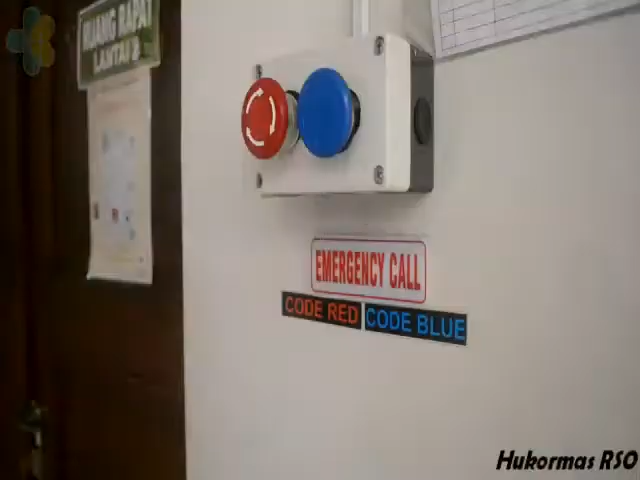 RUANG RAPAT
LANTAI 2
EMERGENCY CALL
CODE RED
CODE BLUE
Hukormas RSO